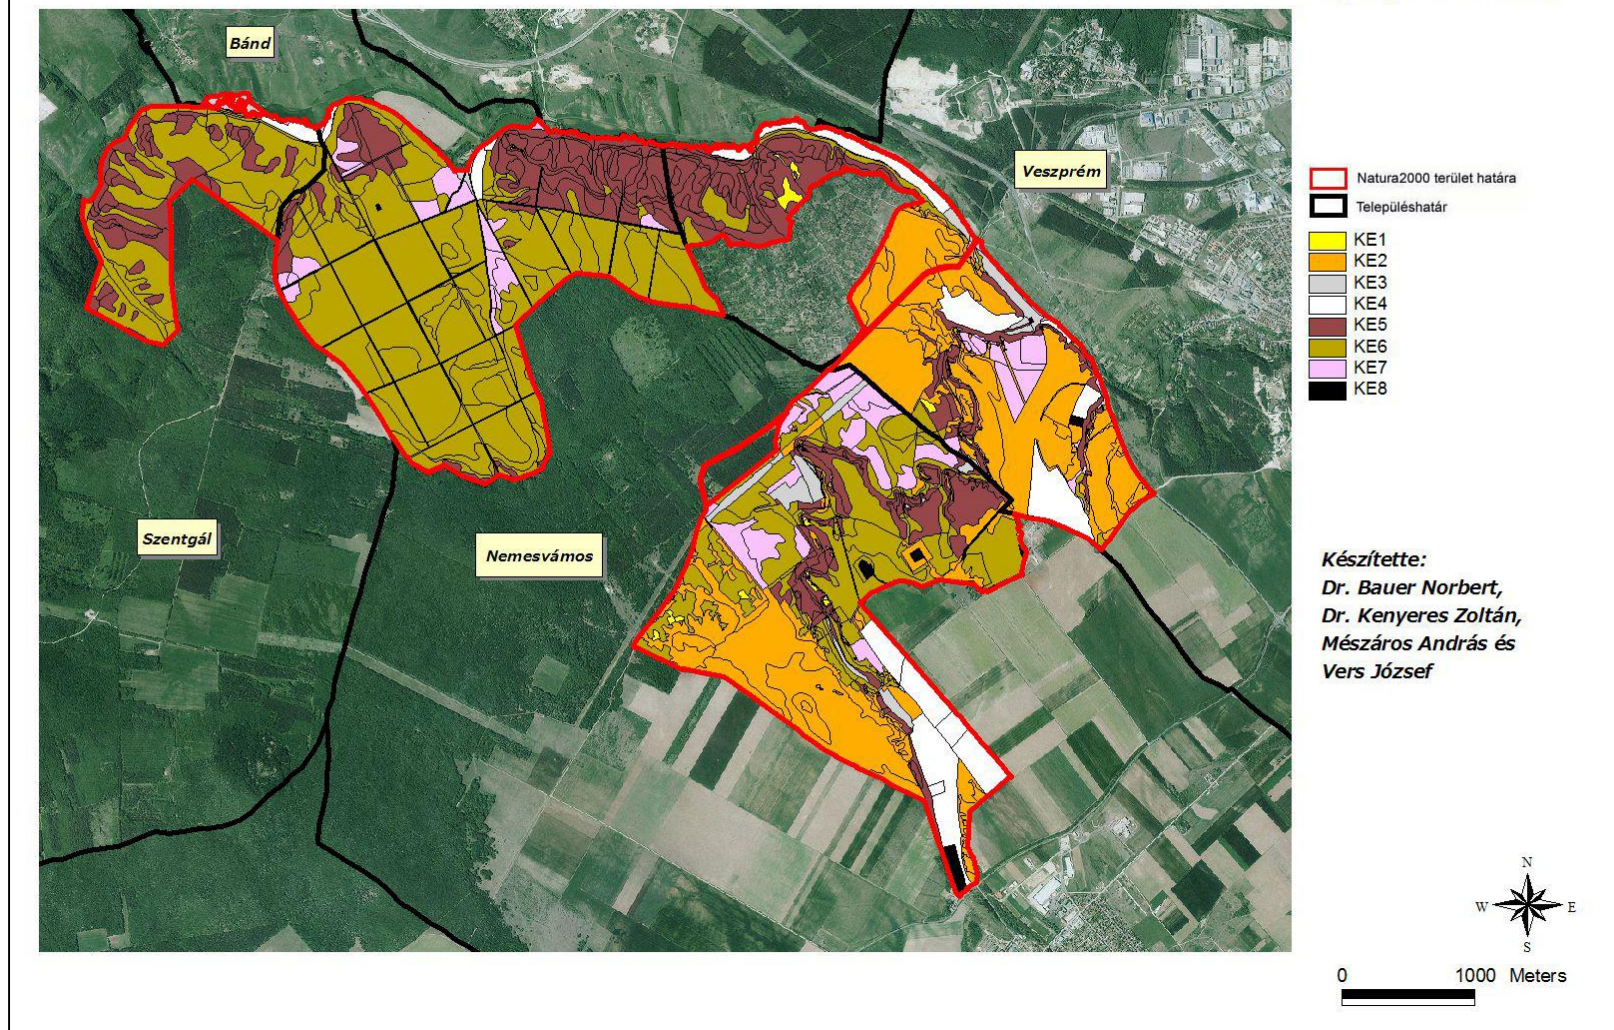 Bánd
Veszprém
Szentgál
Nemesvámos
Natura2000 terület határa
Településhatár
KE1
KE2
KE3
KE4
KE5
KE6
KE7
KE8
Készítette:
Dr. Bauer Norbert,
Dr. Kenyeres Zoltán,
Mészáros András és
Vers József
N
W E
S
0 1000 Meters